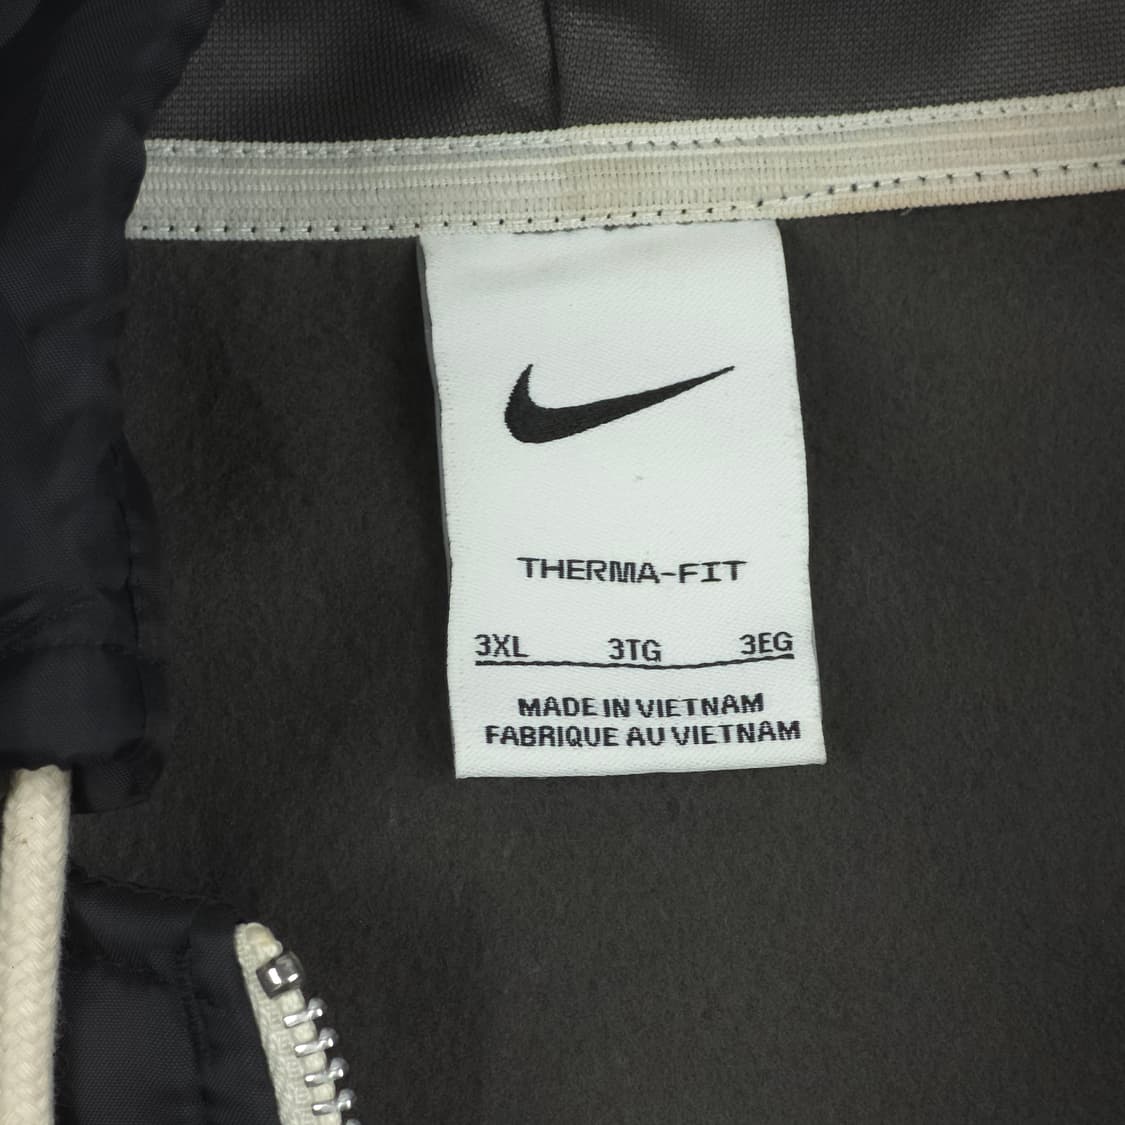 THERMA-FIT
3XL 3TG 3EG
MADE IN VIETNAM
FABRIQUE AU VIETNAM